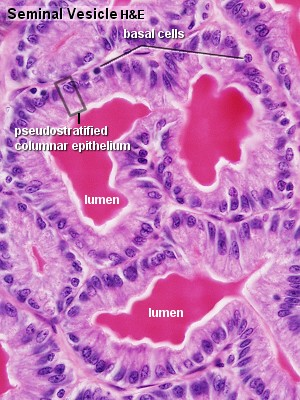 Seminal Vesicle H&E
basal cells
pseudostratified
columnar epithelium
lumen
lumen